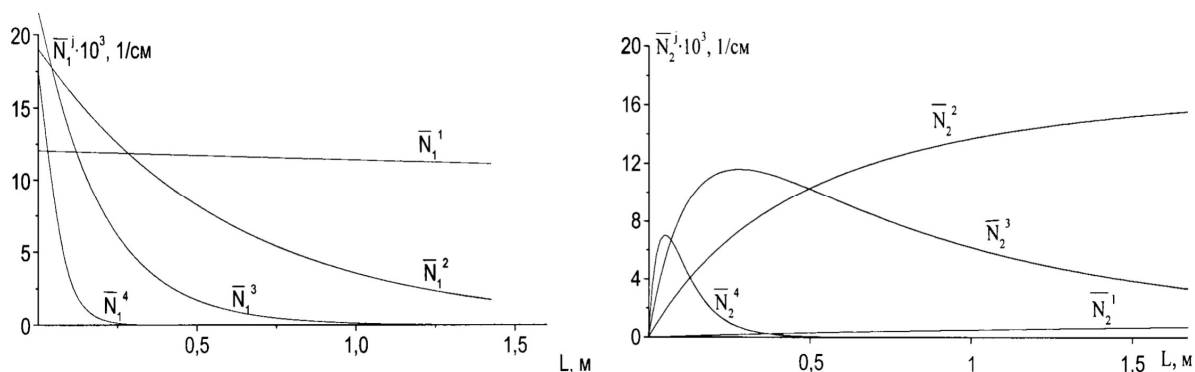 20
N̅₁ʲ·10³, 1/см
15
10
5
0
N̅₁¹
N̅₁²
N̅₁³
N̅₁⁴
0,5
1,0
1,5
L, м
20
N̅₂ʲ·10³, 1/см
16
12
8
4
0
N̅₂²
N̅₂³
N̅₂⁴
N̅₂¹
0,5
1
1,5
L, м